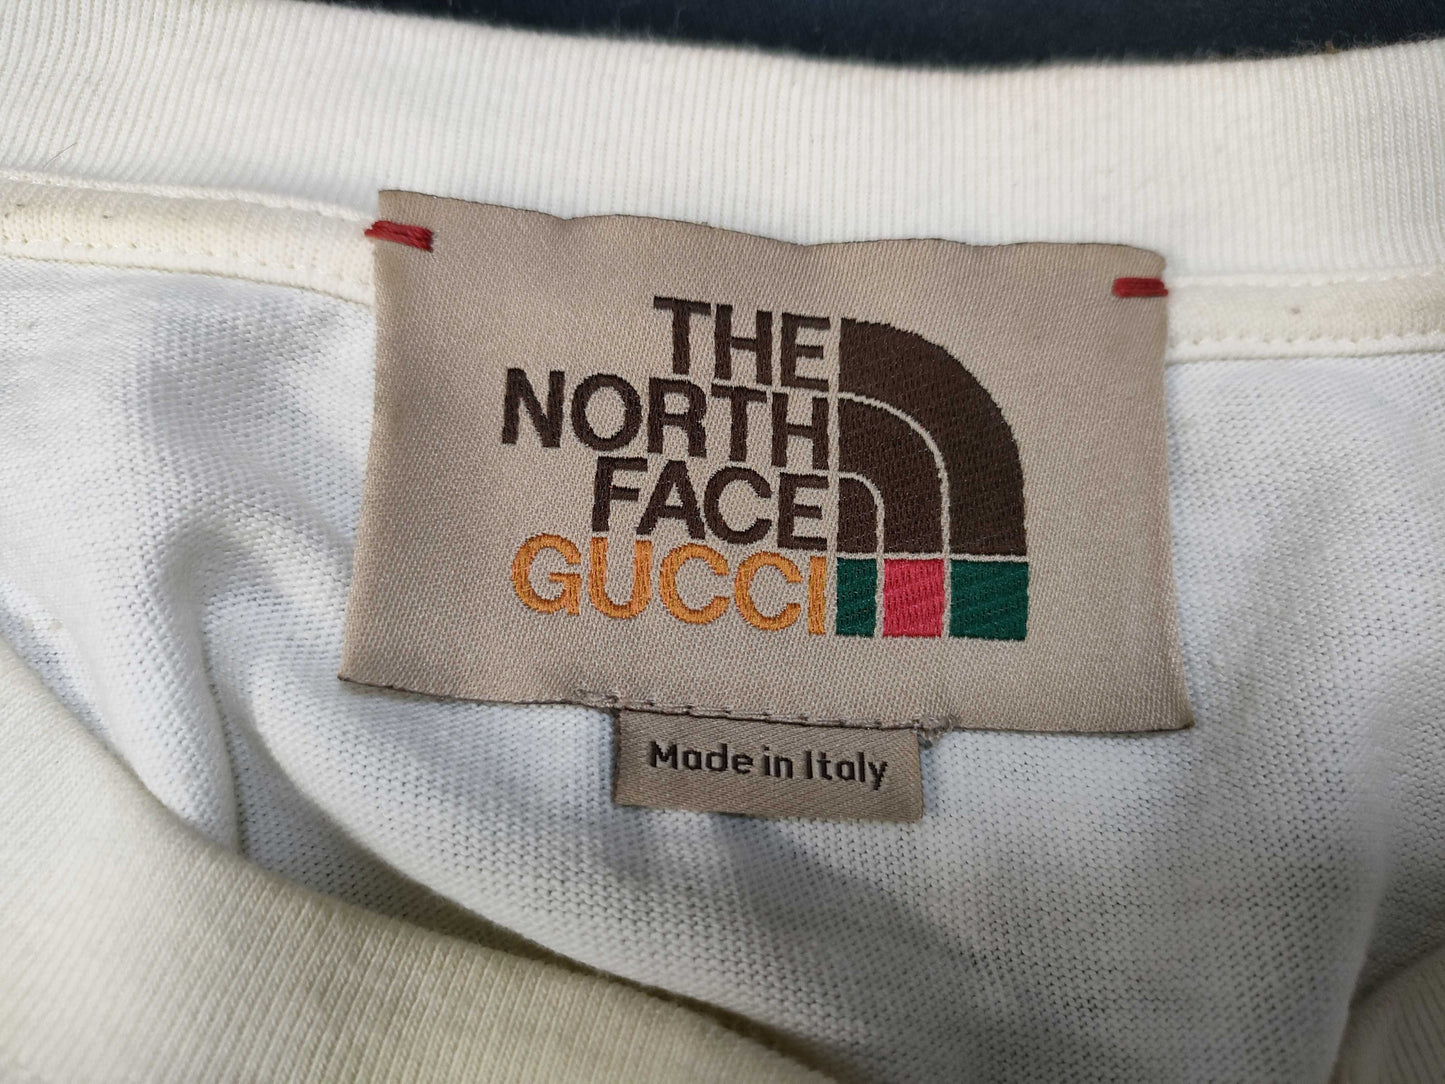 THE
NORTH
FACE
GUCCI
Made in Italy